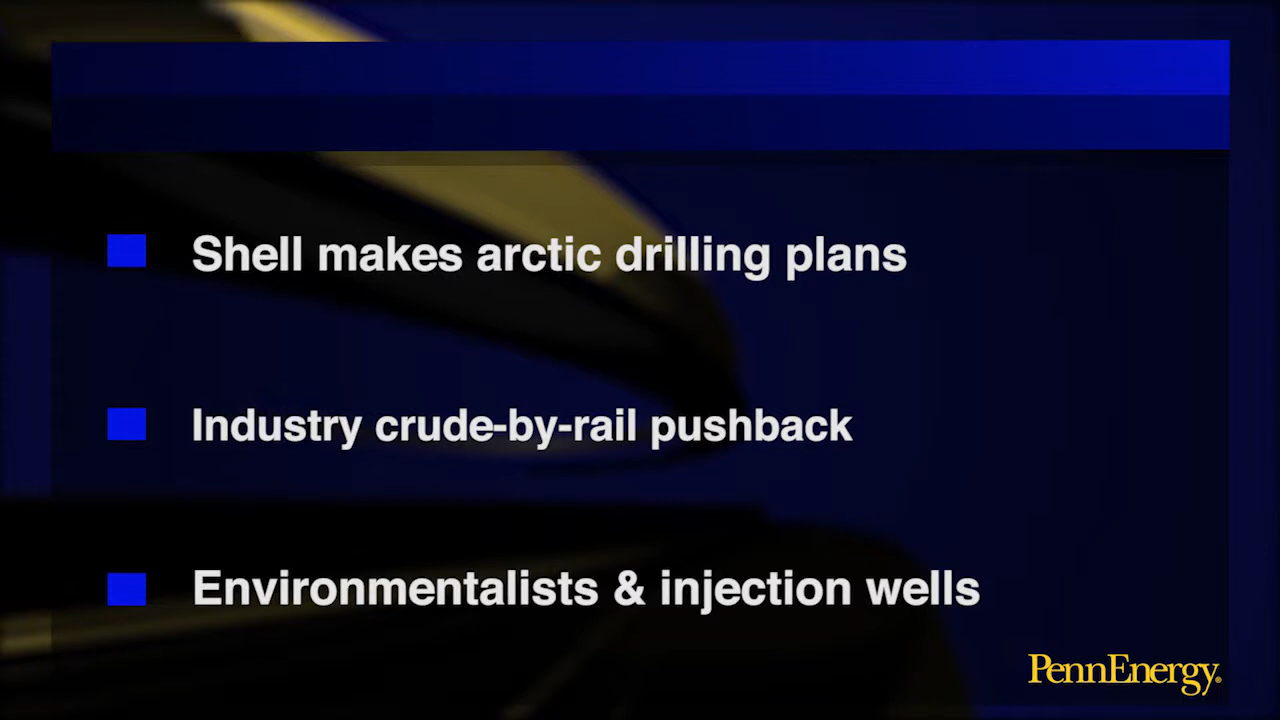 Shell makes arctic drilling plans
Industry crude-by-rail pushback
Environmentalists & injection wells
PennEnergy®